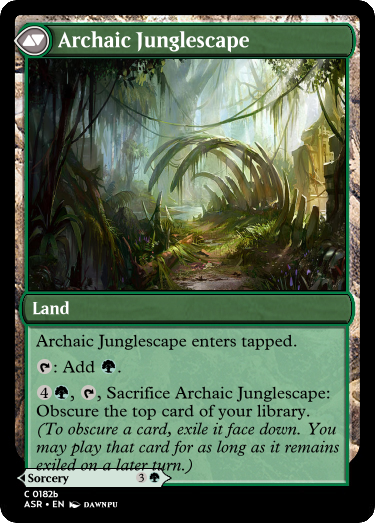 Archaic Junglescape
Land
Archaic Junglescape enters tapped.
: Add .
4 , , Sacrifice Archaic Junglescape:
Obscure the top card of your library.
(To obscure a card, exile it face down. You
may play that card for as long as it remains
exiled on a later turn.)
Sorcery 3
C 0182b
ASR • EN DAWNPU